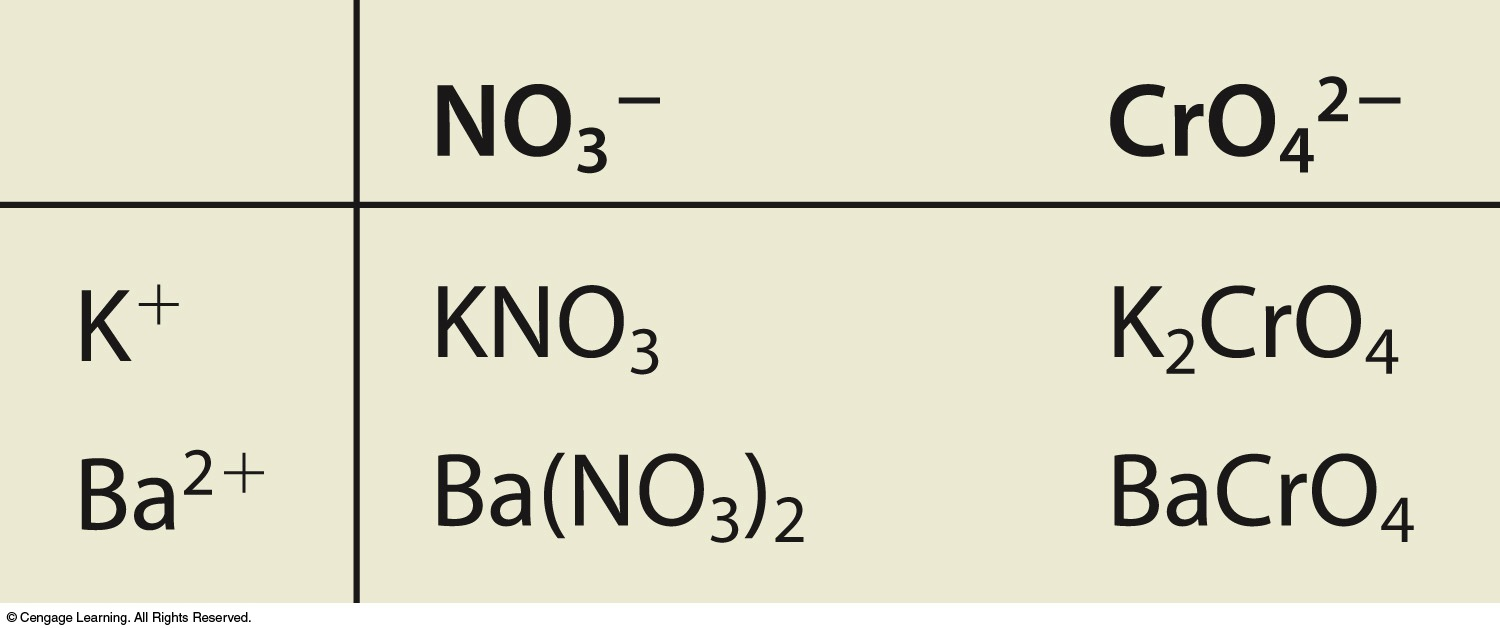 NO₃⁻ CrO₄²⁻
K⁺ KNO₃ K₂CrO₄
Ba²⁺ Ba(NO₃)₂ BaCrO₄
© Cengage Learning. All Rights Reserved.